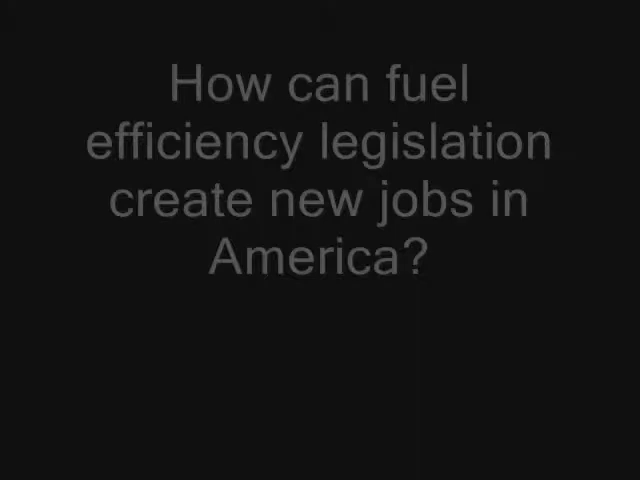 How can fuel
efficiency legislation
create new jobs in
America?